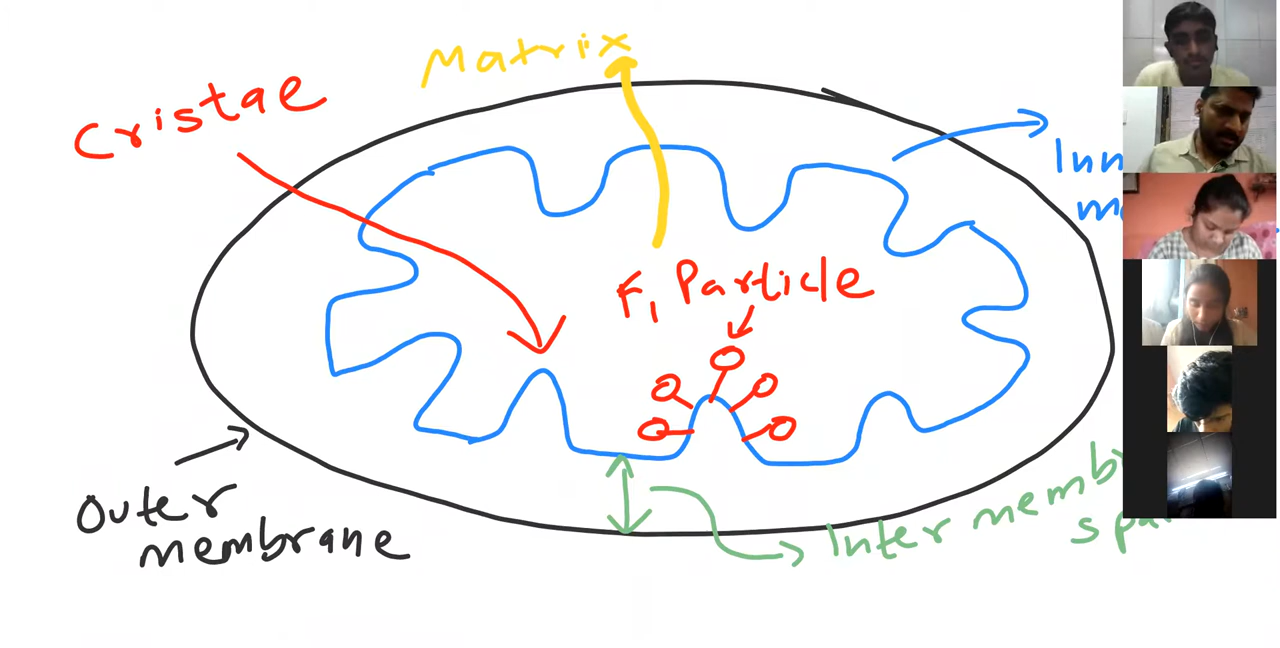 Matrix
Cristae
F1 Particle
Outer
membrane
Inter